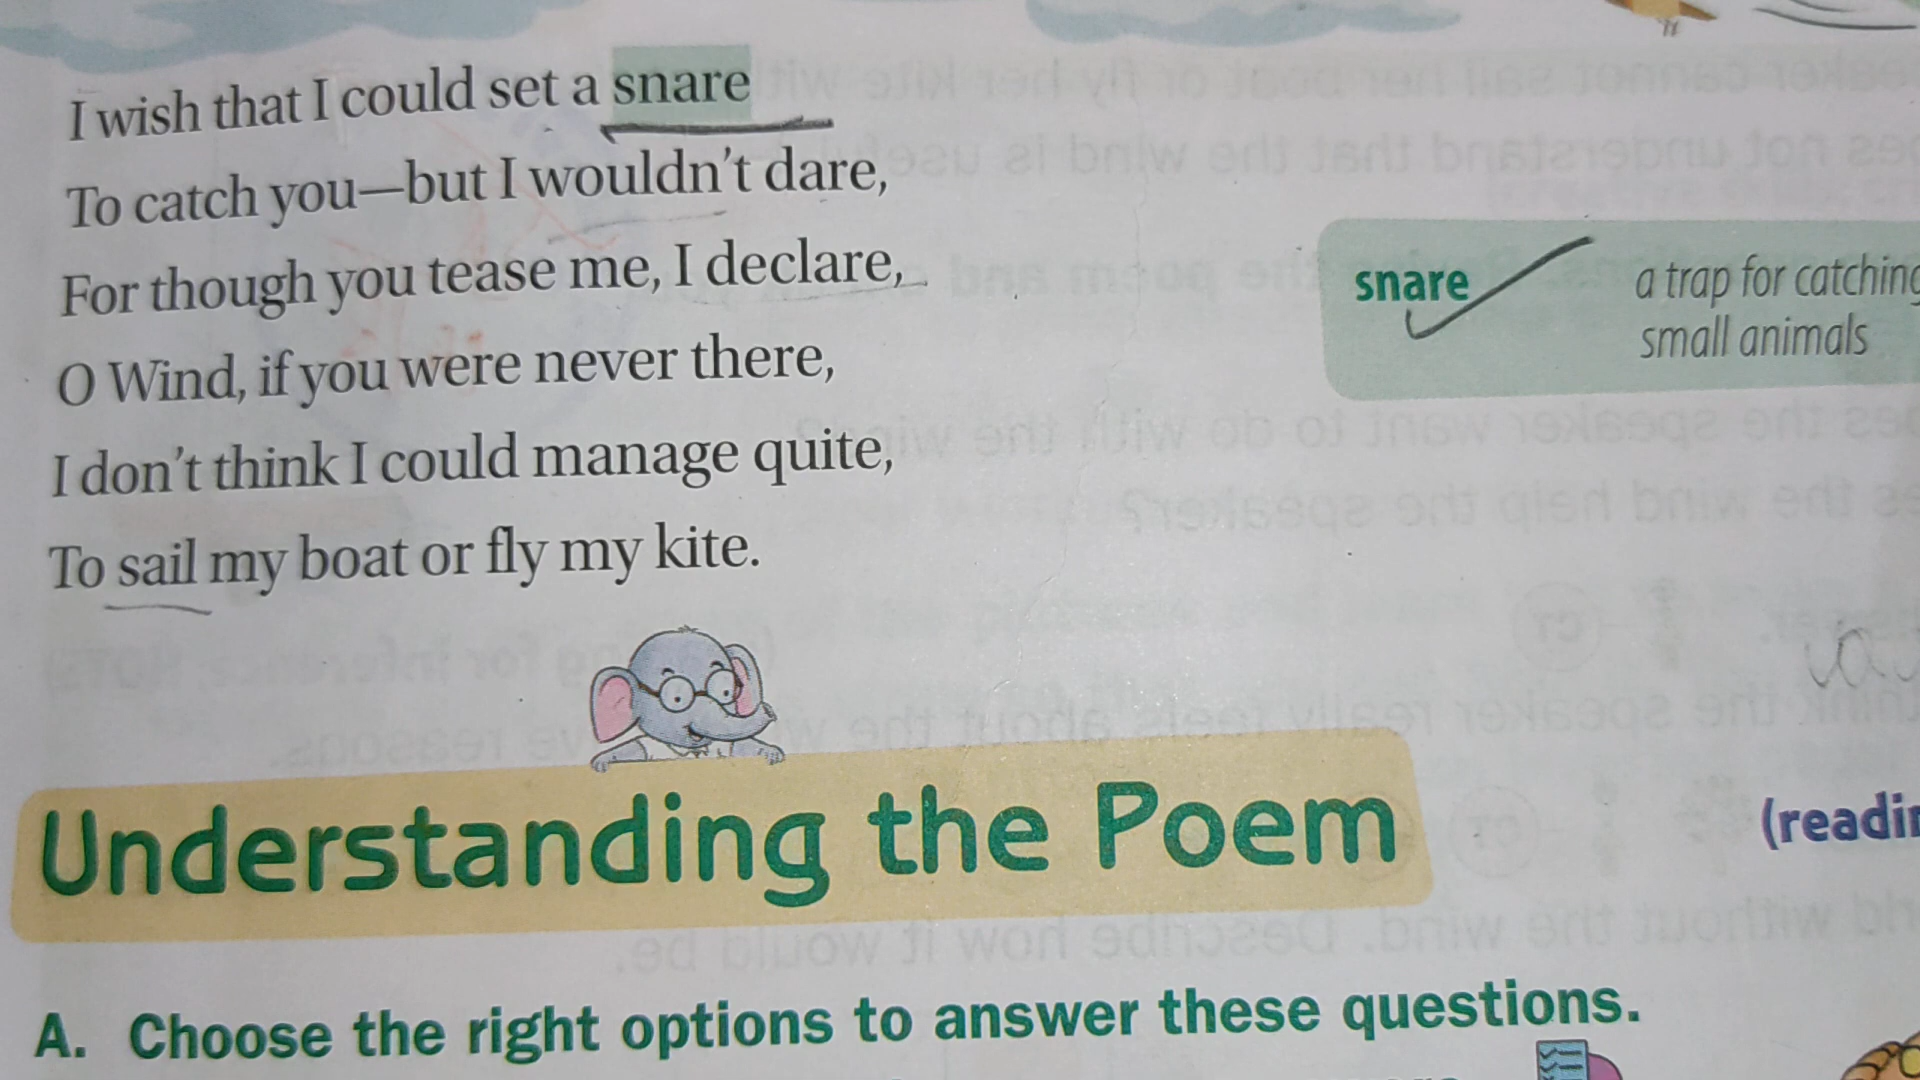 I wish that I could set a snare
To catch you—but I wouldn't dare,
For though you tease me, I declare,
O Wind, if you were never there,
I don't think I could manage quite,
To sail my boat or fly my kite.
snare a trap for catching
small animals
Understanding the Poem
A. Choose the right options to answer these questions.